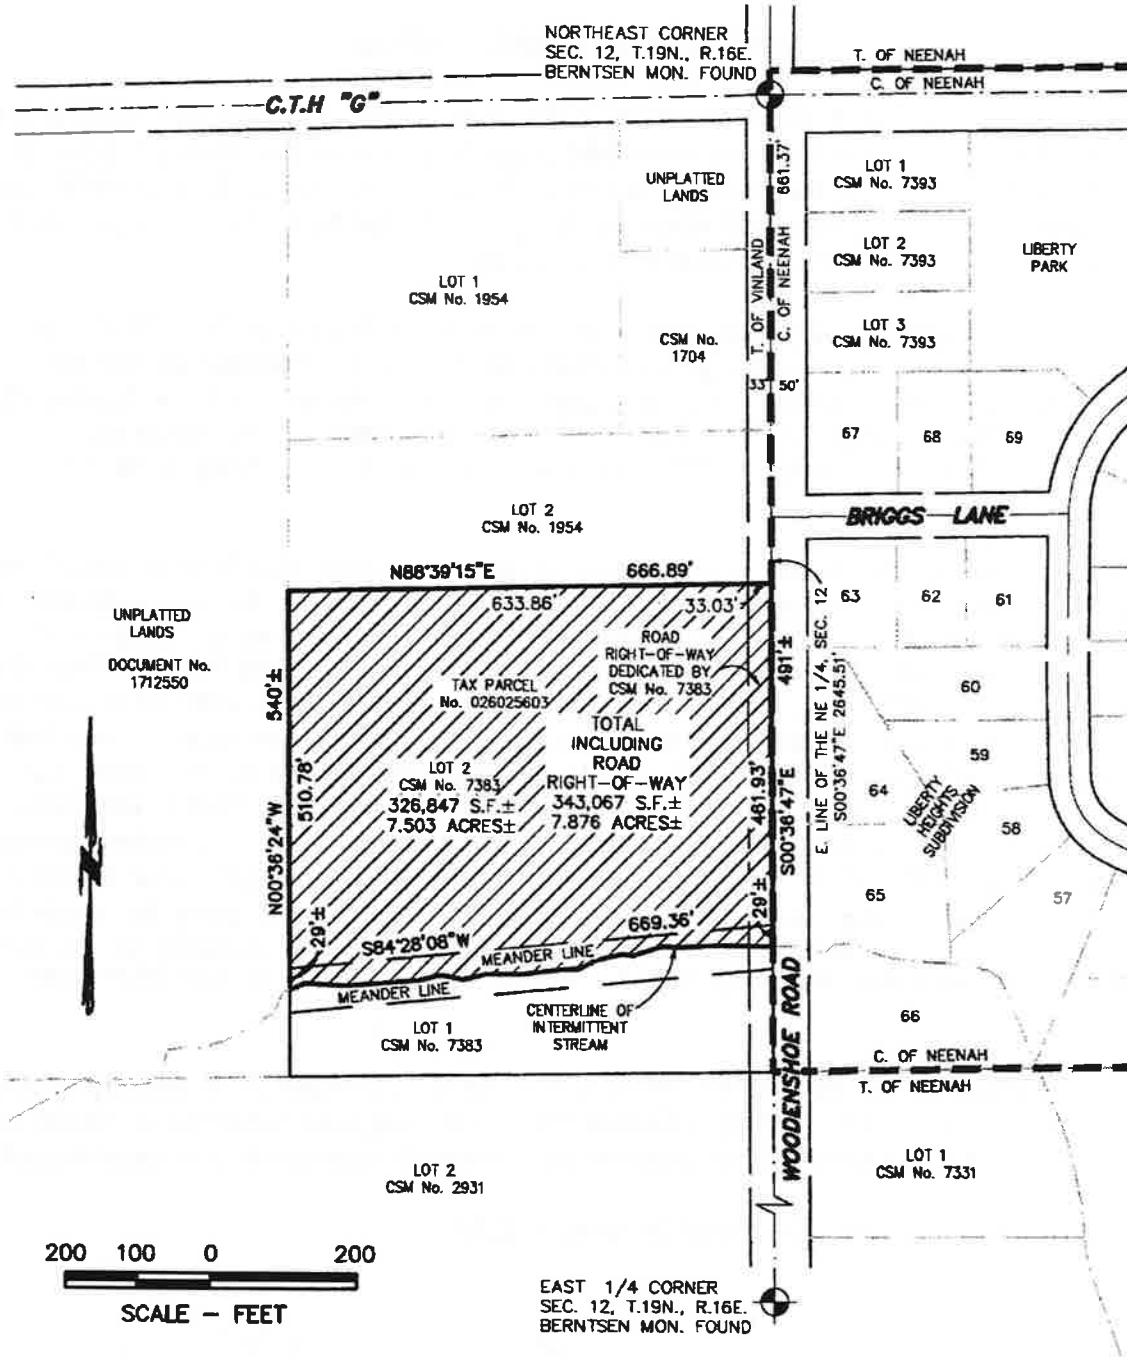 NORTHEAST CORNER
SEC. 12, T.19N., R.16E.
BERNTSEN MON. FOUND
T. OF NEENAH
C. OF NEENAH
C.T.H "G"
661.37'
UNPLATTED
LANDS
LOT 1
CSM No. 7393
LOT 2
CSM No. 7393
LIBERTY
PARK
T. OF VINLAND
C. OF NEENAH
LOT 1
CSM No. 1954
CSM No.
1704
LOT 3
CSM No. 7393
33'
50'
67
68
69
LOT 2
CSM No. 1954
BRIGGS LANE
N88°39'15"E
666.89'
633.86'
33.03'
63
62
61
UNPLATTED
LANDS
DOCUMENT No.
1712550
ROAD
RIGHT-OF-WAY
DEDICATED BY
CSM No. 7383
491'±
E. LINE OF THE NE 1/4, SEC. 12
S00°36'47"E 2645.51'
60
540'±
TAX PARCEL
No. 026025603
TOTAL
INCLUDING
ROAD
RIGHT-OF-WAY
343,067 S.F.±
7.876 ACRES±
59
510.78'
LOT 2
CSM No. 7383
326,847 S.F.±
7.503 ACRES±
461.93'
S00°36'47"E
64
LIBERTY
HEIGHTS
SUBDIVISION
58
N00°36'24"W
65
57
29'±
29'±
669.36'
S84°28'08"W
MEANDER LINE
MEANDER LINE
CENTERLINE OF
INTERMITTENT
STREAM
LOT 1
CSM No. 7383
WOODENSHOE ROAD
66
C. OF NEENAH
T. OF NEENAH
LOT 2
CSM No. 2931
LOT 1
CSM No. 7331
200 100 0 200
SCALE - FEET
EAST 1/4 CORNER
SEC. 12, T.19N., R.16E.
BERNTSEN MON. FOUND
N